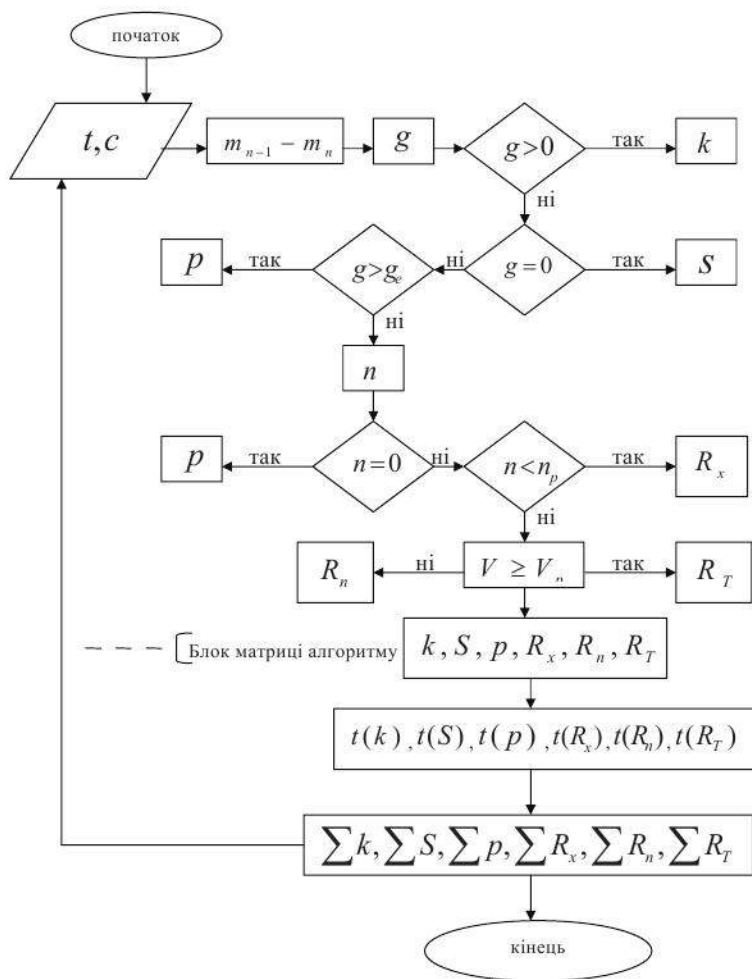 початок
t, c
m_{n-1} − m_n
g
g>0
так
k
ні
p
так
g>g_e
ні
g=0
так
S
ні
n
p
так
n=0
ні
n<n_p
так
R_x
ні
R_n
ні
V ≥ V_n
так
R_T
Блок матриці алгоритму
k , S , p , R_x , R_n , R_T
t(k) , t(S), t(p) , t(R_x), t(R_n), t(R_T)
∑k, ∑S, ∑p, ∑R_x, ∑R_n, ∑R_T
кінець